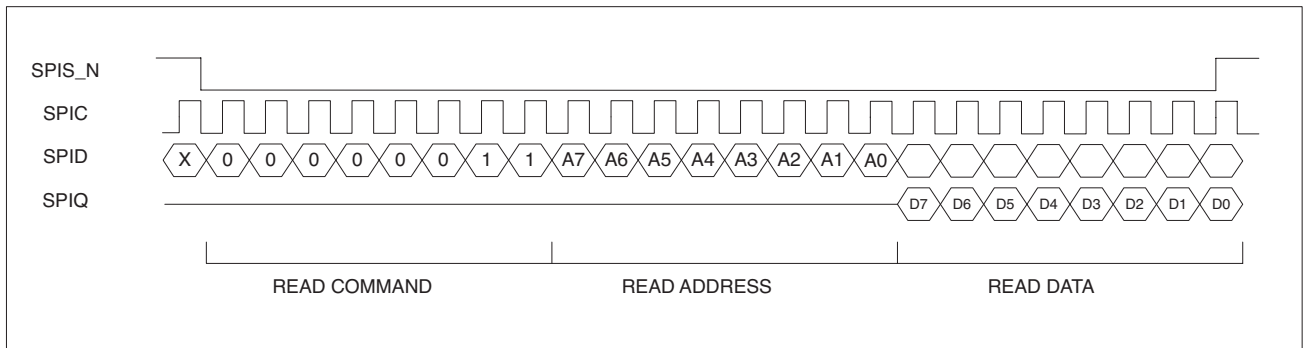 SPIS_N
SPIC
SPID X 0 0 0 0 0 0 1 1 A7 A6 A5 A4 A3 A2 A1 A0
SPIQ D7 D6 D5 D4 D3 D2 D1 D0
READ COMMAND READ ADDRESS READ DATA